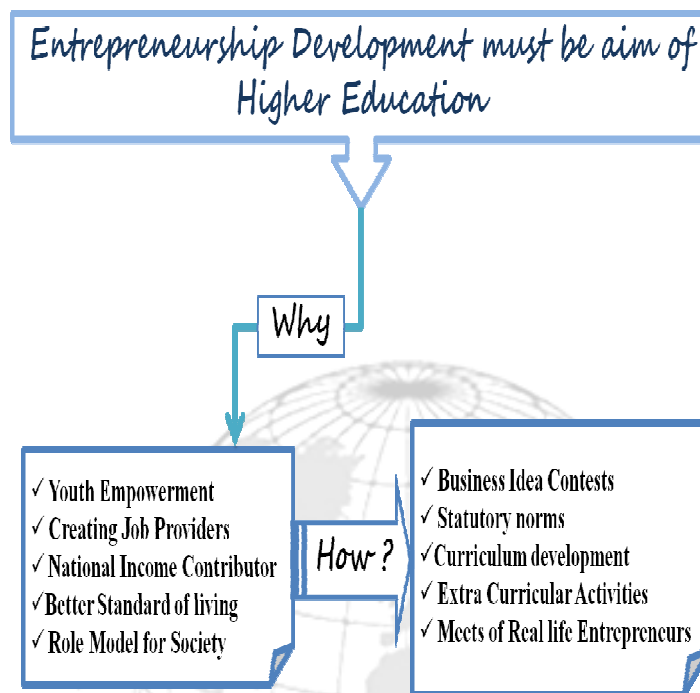 Entrepreneurship Development must be aim of
Higher Education
Why
✓ Youth Empowerment
✓ Creating Job Providers
✓ National Income Contributor
✓ Better Standard of living
✓ Role Model for Society
How ?
✓ Business Idea Contests
✓ Statutory norms
✓ Curriculum development
✓ Extra Curricular Activities
✓ Meets of Real life Entrepreneurs